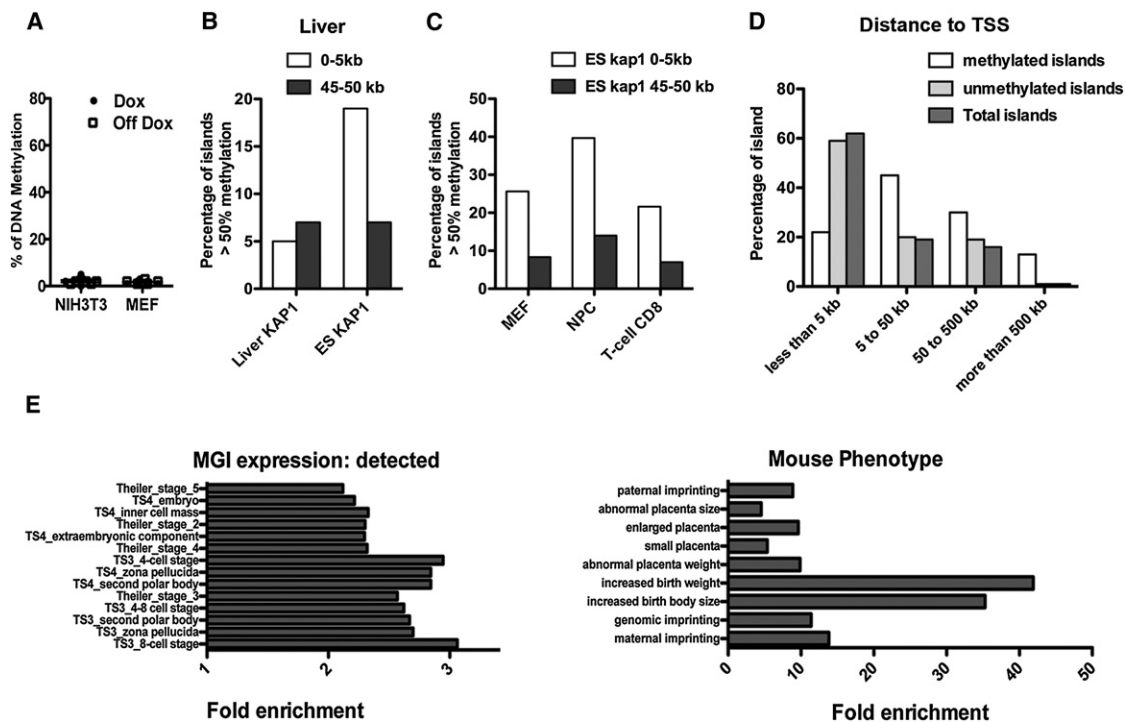 A
% of DNA Methylation
80
60
40
20
0
Dox
Off Dox
NIH3T3
MEF
B
Liver
0-5kb
45-50 kb
Percentage of islands
> 50% methylation
20
15
10
5
0
Liver KAP1
ES KAP1
C
ES kap1 0-5kb
ES kap1 45-50 kb
Percentage of islands
> 50% methylation
50
40
30
20
10
0
MEF
NPC
T-cell CD8
D
Distance to TSS
methylated islands
unmethylated islands
Total islands
Percentage of island
80
60
40
20
0
less than 5 kb
5 to 50 kb
50 to 500 kb
more than 500 kb
E
MGI expression: detected
Theiler_stage_5
TS4_embryo
TS4_inner cell mass
Theiler_stage_2
TS4_extraembryonic component
Theiler_stage_4
TS3_4-cell stage
TS4_zona pellucida
TS4_second polar body
Theiler_stage_3
TS3_4-8 cell stage
TS3_second polar body
TS3_zona pellucida
TS3_8-cell stage
1
2
3
Fold enrichment
Mouse Phenotype
paternal imprinting
abnormal placenta size
enlarged placenta
small placenta
abnormal placenta weight
increased birth weight
increased birth body size
genomic imprinting
maternal imprinting
0
10
20
30
40
50
Fold enrichment